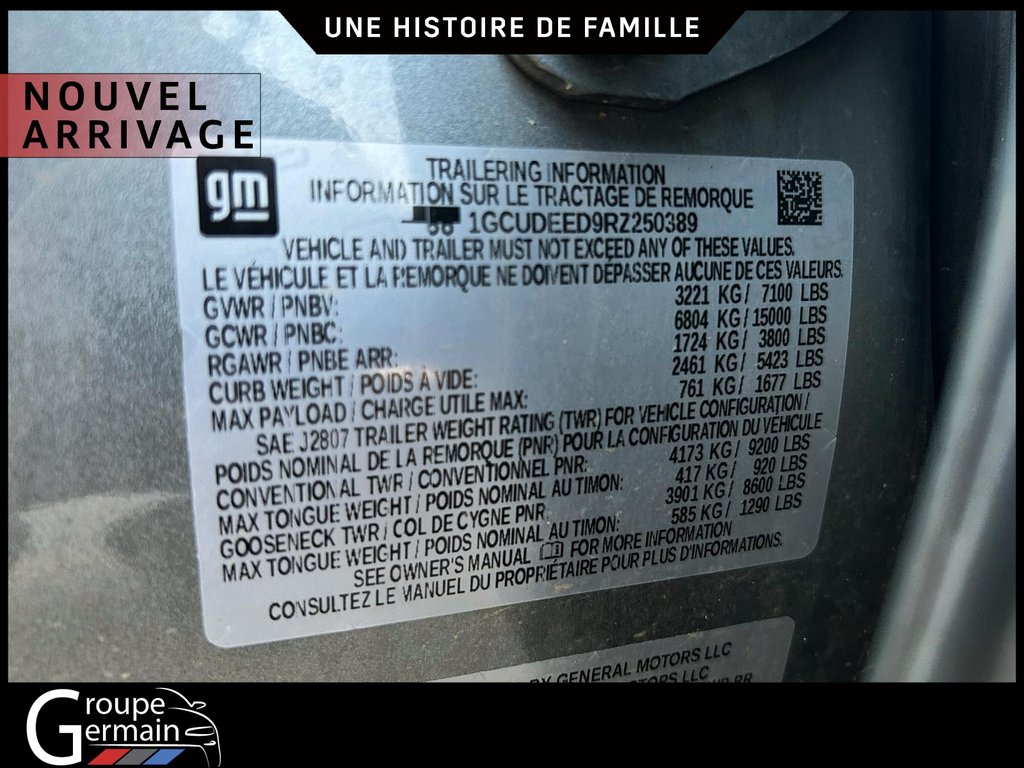 UNE HISTOIRE DE FAMILLE
NOUVEL
ARRIVAGE
gm
TRAILERING INFORMATION
INFORMATION SUR LE TRACTAGE DE REMORQUE
1GCUDEED9RZ250389
VEHICLE AND TRAILER MUST NOT EXCEED ANY OF THESE VALUES.
LE VÉHICULE ET LA REMORQUE NE DOIVENT DÉPASSER AUCUNE DE CES VALEURS.
GVWR / PNBV: 3221 KG / 7100 LBS
GCWR / PNBC: 6804 KG / 15000 LBS
RGAWR / PNBE ARR: 1724 KG / 3800 LBS
CURB WEIGHT / POIDS À VIDE: 2461 KG / 5423 LBS
MAX PAYLOAD / CHARGE UTILE MAX: 761 KG / 1677 LBS
SAE J2807 TRAILER WEIGHT RATING (TWR) FOR VEHICLE CONFIGURATION /
POIDS NOMINAL DE LA REMORQUE (PNR) POUR LA CONFIGURATION DU VÉHICULE
CONVENTIONAL TWR / CONVENTIONNEL PNR: 4173 KG / 9200 LBS
MAX TONGUE WEIGHT / POIDS NOMINAL AU TIMON: 417 KG / 920 LBS
GOOSENECK TWR / COL DE CYGNE PNR: 3901 KG / 8600 LBS
MAX TONGUE WEIGHT / POIDS NOMINAL AU TIMON: 585 KG / 1290 LBS
SEE OWNER'S MANUAL FOR MORE INFORMATION
CONSULTEZ LE MANUEL DU PROPRIÉTAIRE POUR PLUS D'INFORMATIONS.
BY GENERAL MOTORS LLC
MOTORS LLC
Groupe
Germain